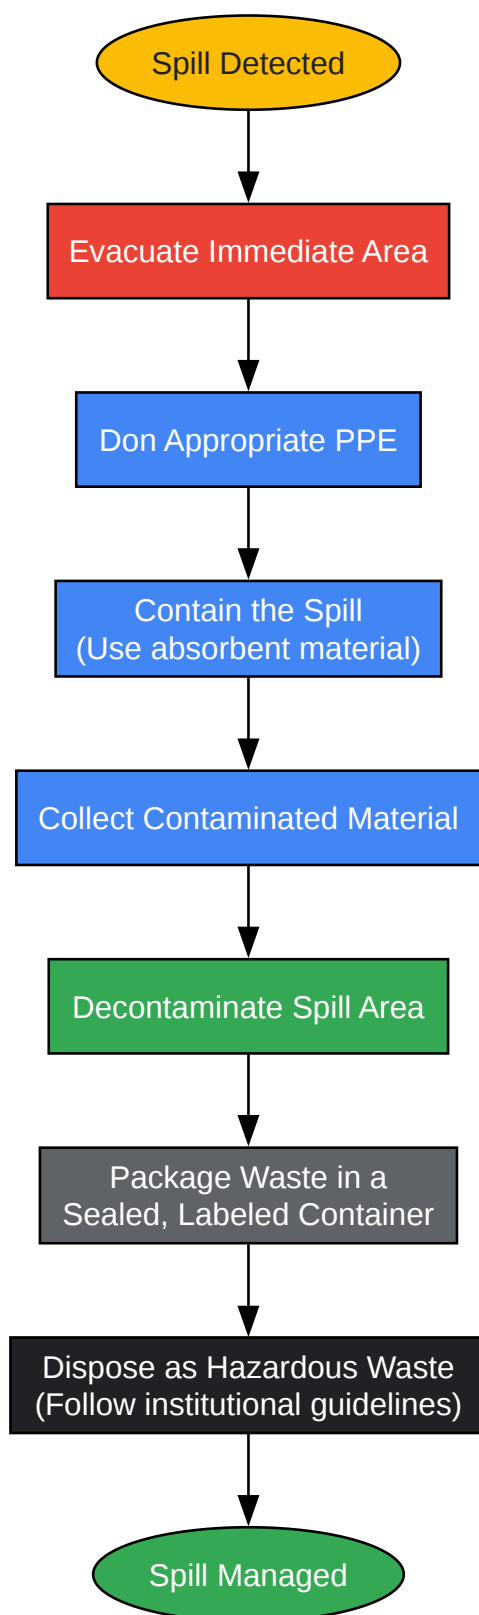 Spill Detected
Evacuate Immediate Area
Don Appropriate PPE
Contain the Spill
(Use absorbent material)
Collect Contaminated Material
Decontaminate Spill Area
Package Waste in a
Sealed, Labeled Container
Dispose as Hazardous Waste
(Follow institutional guidelines)
Spill Managed